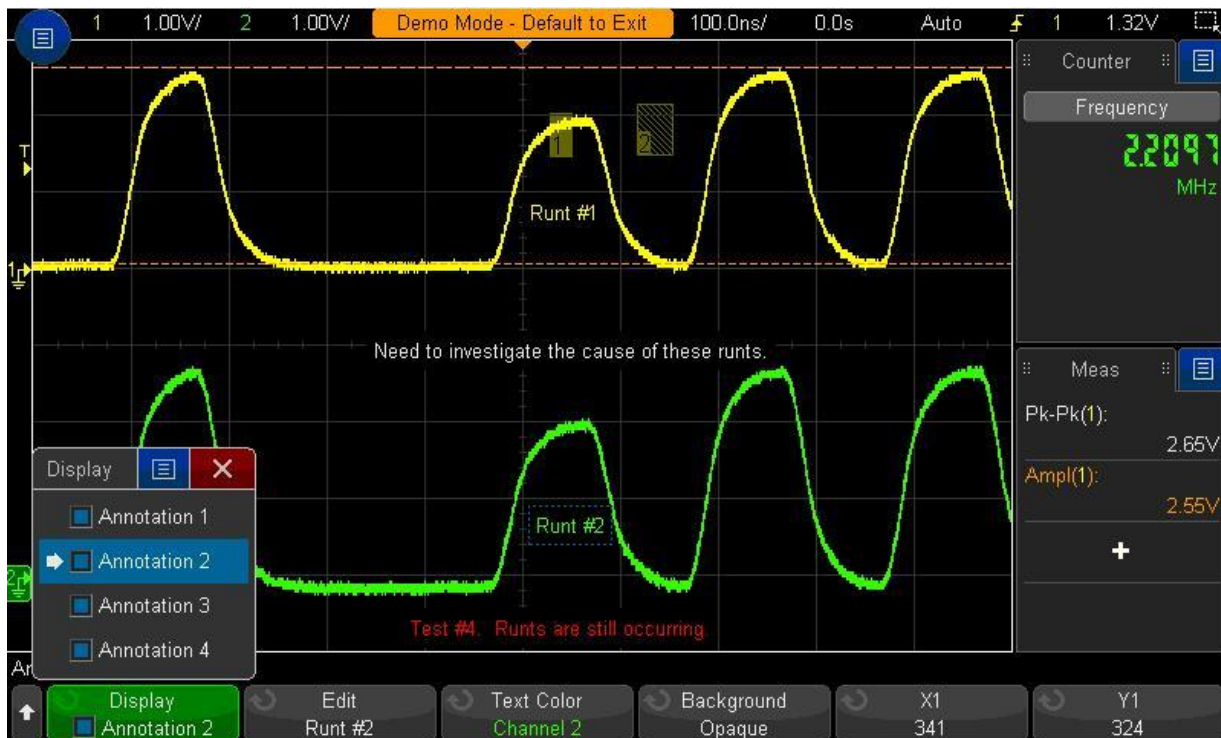 1 1.00V/ 2 1.00V/ Demo Mode - Default to Exit 100.0ns/ 0.0s Auto 1 1.32V
Counter
Frequency
2.2097
MHz
T
1
2
Runt #1
1
Need to investigate the cause of these runts.
Meas
Pk-Pk(1):
2.65V
Ampl(1):
2.55V
+
Display
Annotation 1
Annotation 2
Annotation 3
Annotation 4
Runt #2
2
Test #4. Runts are still occurring.
Display
Annotation 2
Edit
Runt #2
Text Color
Channel 2
Background
Opaque
X1
341
Y1
324